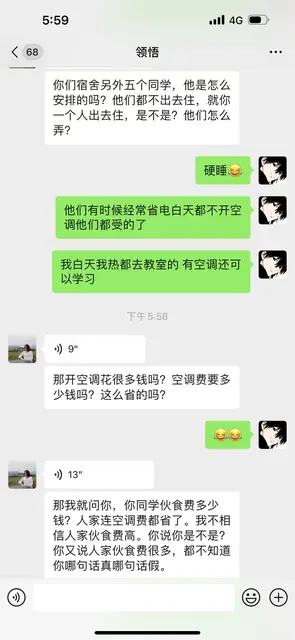 5:59
4G
68
领悟
你们宿舍另外五个同学，他是怎么
安排的吗？他们都不出去住，就你
一个人出去住，是不是？他们怎么
弄？
硬睡😂
他们有时候经常省电白天都不开空
调他们都受的了
我白天我热都去教室的 有空调还可
以学习
下午 5:58
9"
那开空调花很多钱吗？空调费要多
少钱吗？这么省的吗？
😂😂
13"
那我就问你，你同学伙食费多少
钱？人家连空调费都省了。我不相
信人家伙食费高。你说你是不是？
你又说人家伙食费很多，都不知道
你哪句话真哪句话假。